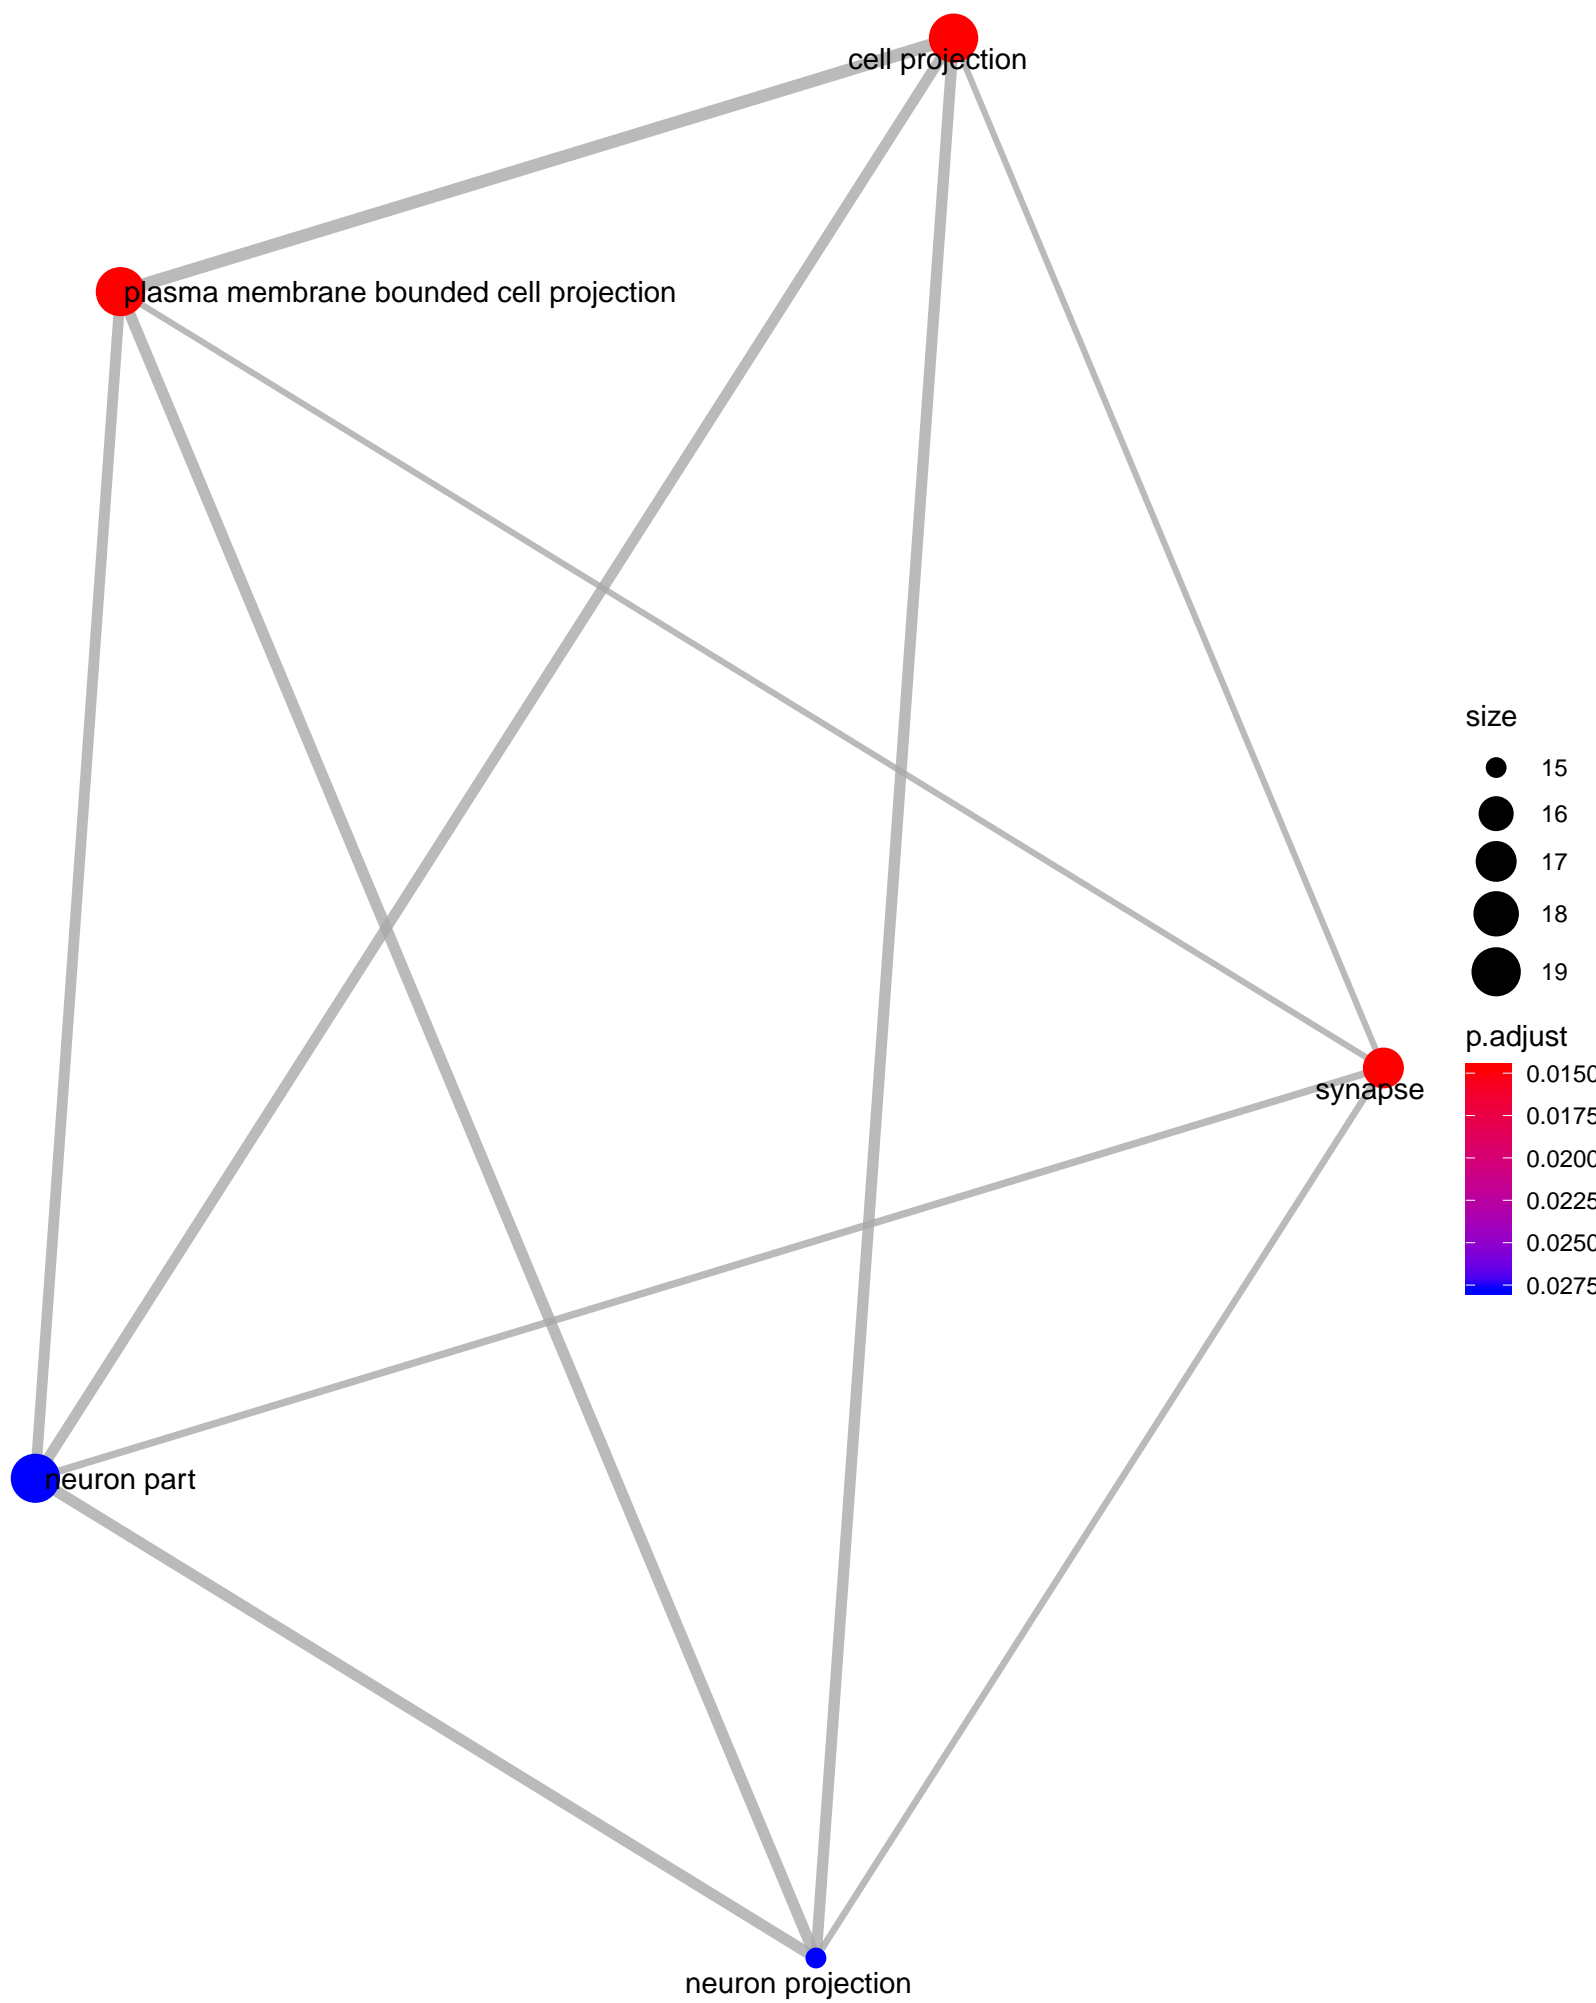 cell projection
plasma membrane bounded cell projection
size
15
16
17
18
19
p.adjust
0.0150
0.0175
0.0200
0.0225
0.0250
0.0275
synapse
neuron part
neuron projection